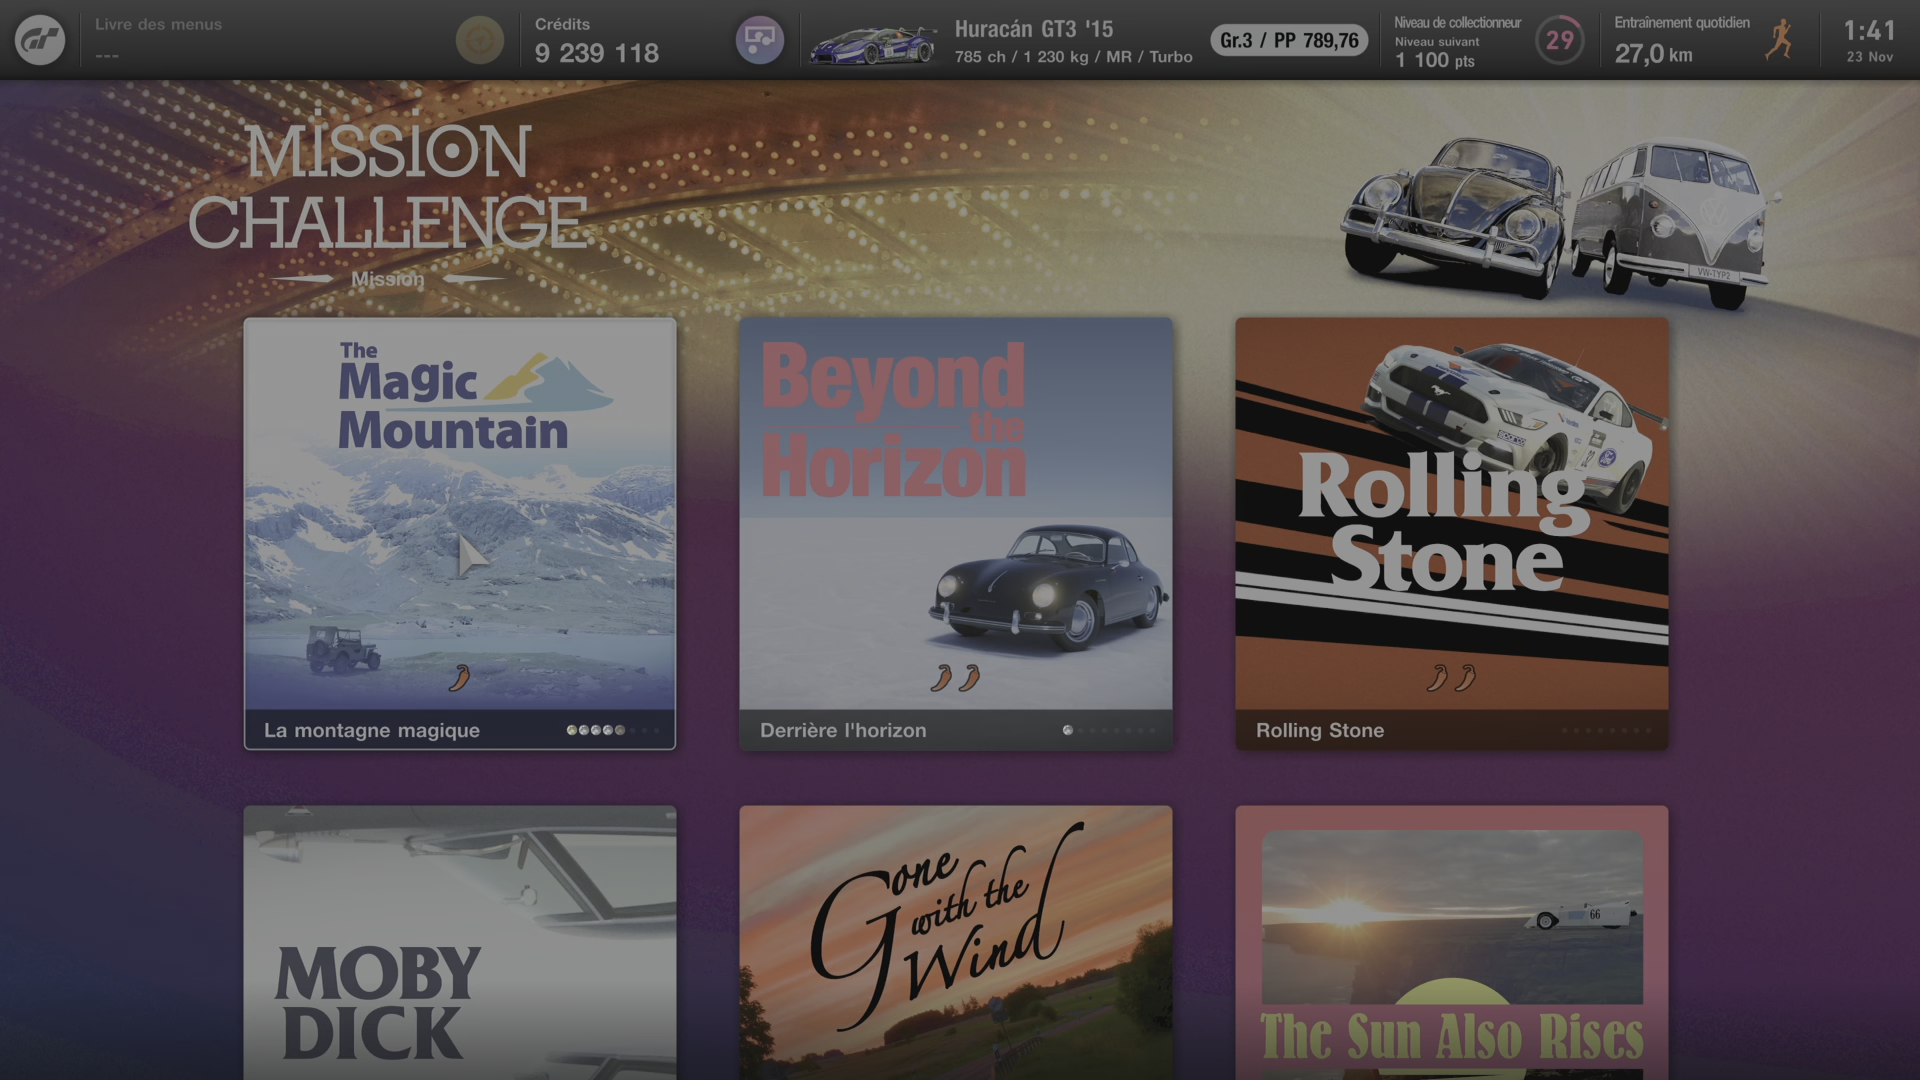 Livre des menus
---
Crédits
9 239 118
Huracán GT3 '15
785 ch / 1 230 kg / MR / Turbo
Gr.3 / PP 789,76
Niveau de collectionneur
Niveau suivant
1 100 pts
29
Entraînement quotidien
27,0 km
1:41
23 Nov
MISSION
CHALLENGE
Mission
VW-TYP2
The
Magic
Mountain
La montagne magique
Beyond
the
Horizon
Derrière l'horizon
Rolling
Stone
Rolling Stone
MOBY
DICK
Gone
with the
Wind
66
The Sun Also Rises